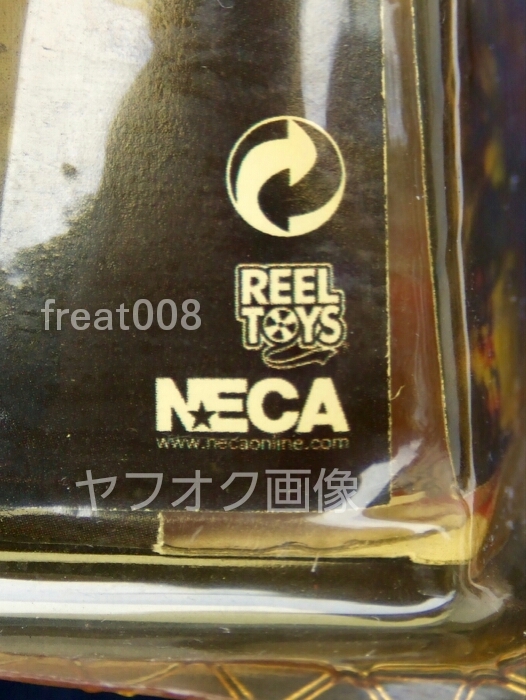 freat008
REEL
TOYS
NECA
www.necaonline.com
ヤフオク画像